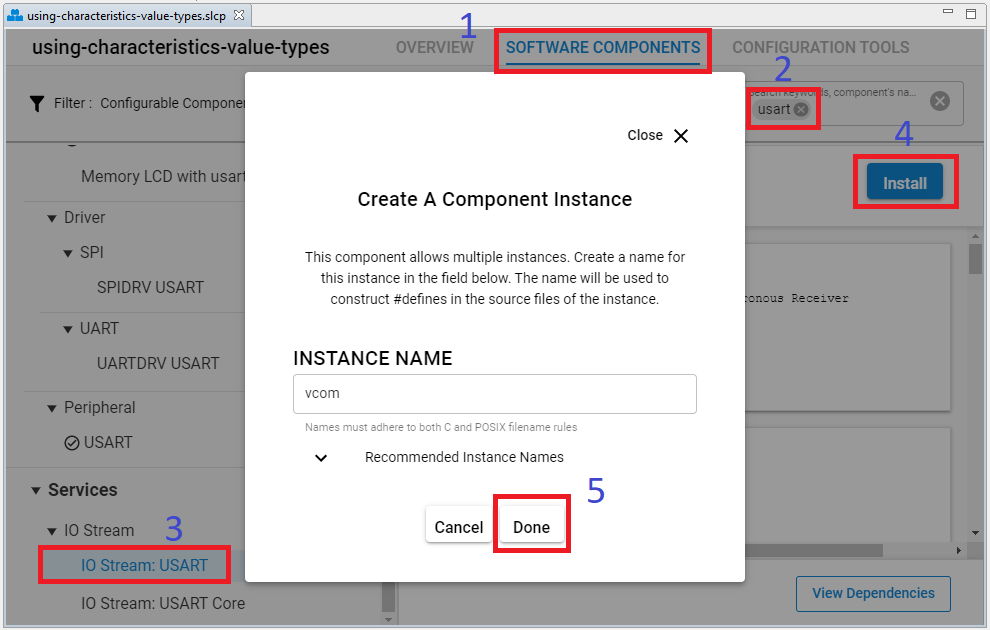 using-characteristics-value-types.slcp
1
using-characteristics-value-types
OVERVIEW
SOFTWARE COMPONENTS
CONFIGURATION TOOLS
2
Filter :
Configurable Componen
Search keywords, component's na...
usart
4
Close
Install
Memory LCD with usart
Create A Component Instance
Driver
SPI
This component allows multiple instances. Create a name for
this instance in the field below. The name will be used to
construct #defines in the source files of the instance.
SPIDRV USART
ronous Receiver
UART
INSTANCE NAME
UARTDRV USART
vcom
Peripheral
Names must adhere to both C and POSIX filename rules
USART
Recommended Instance Names
Services
5
3
IO Stream
Cancel
Done
IO Stream: USART
IO Stream: USART Core
View Dependencies